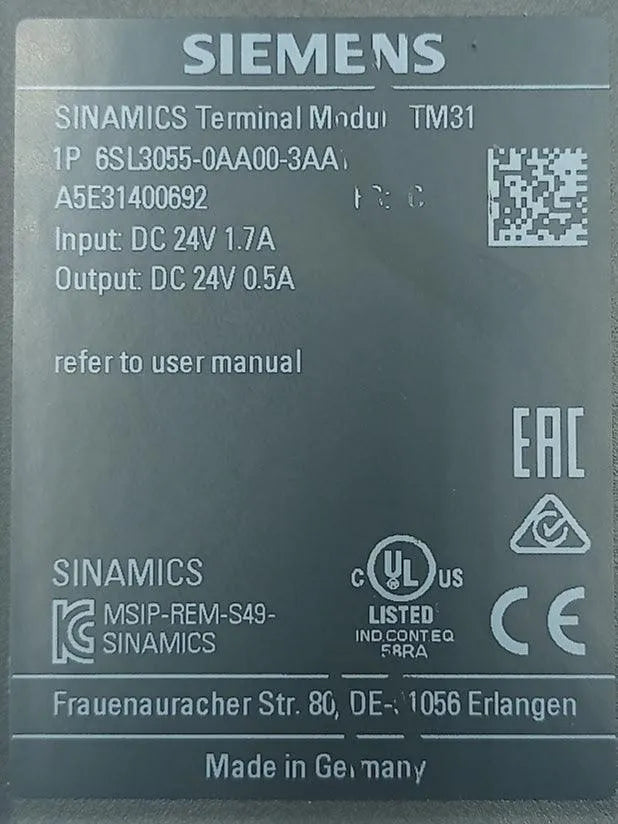 SIEMENS
SINAMICS Terminal Modul TM31
1P 6SL3055-0AA00-3AA
A5E31400692
Input: DC 24V 1.7A
Output: DC 24V 0.5A
refer to user manual
EAC
SINAMICS
MSIP-REM-S49-
SINAMICS
C UL US
®
LISTED
IND.CONT.EQ
58RA
CE
Frauenauracher Str. 80, DE- 1056 Erlangen
Made in Germany